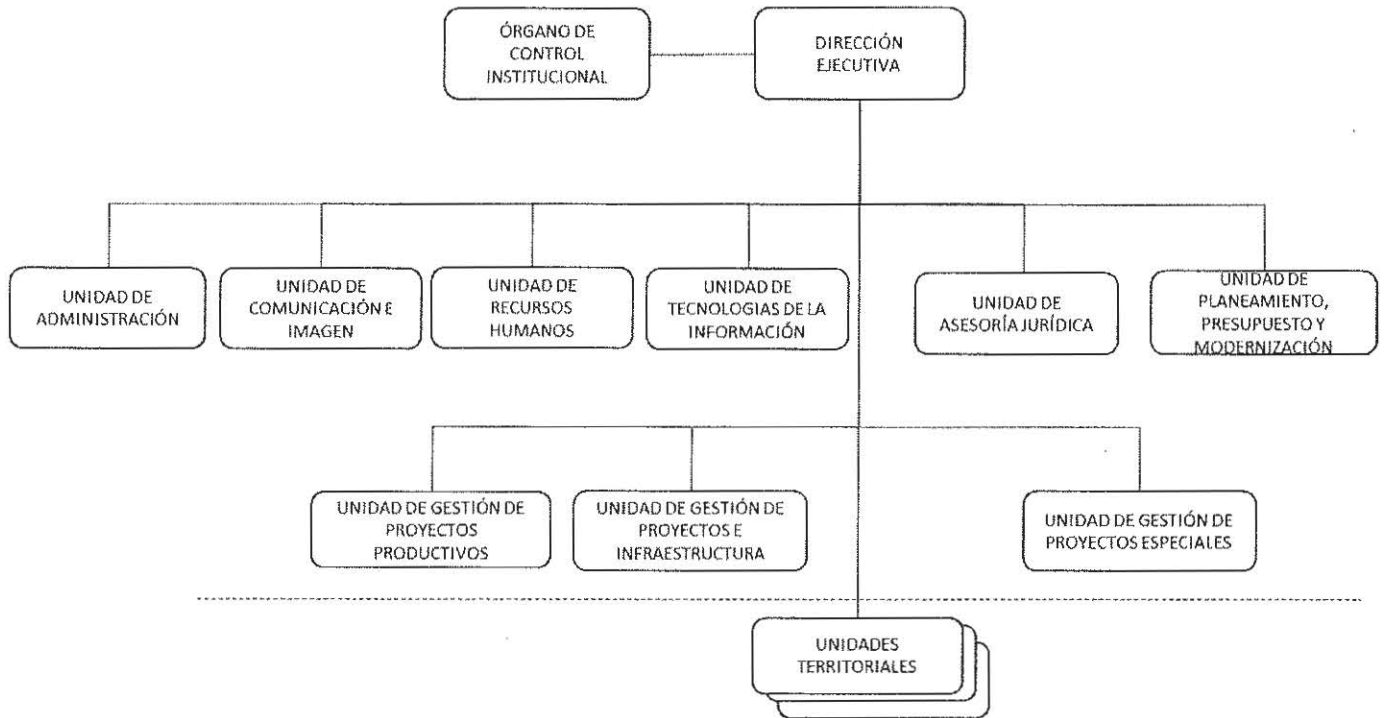 ÓRGANO DE
CONTROL
INSTITUCIONAL
DIRECCIÓN
EJECUTIVA
UNIDAD DE
ADMINISTRACIÓN
UNIDAD DE
COMUNICACIÓN E
IMAGEN
UNIDAD DE
RECURSOS
HUMANOS
UNIDAD DE
TECNOLOGIAS DE LA
INFORMACIÓN
UNIDAD DE
ASESORÍA JURÍDICA
UNIDAD DE
PLANEAMIENTO,
PRESUPUESTO Y
MODERNIZACIÓN
UNIDAD DE GESTIÓN DE
PROYECTOS
PRODUCTIVOS
UNIDAD DE GESTIÓN DE
PROYECTOS E
INFRAESTRUCTURA
UNIDAD DE GESTIÓN DE
PROYECTOS ESPECIALES
UNIDADES
TERRITORIALES